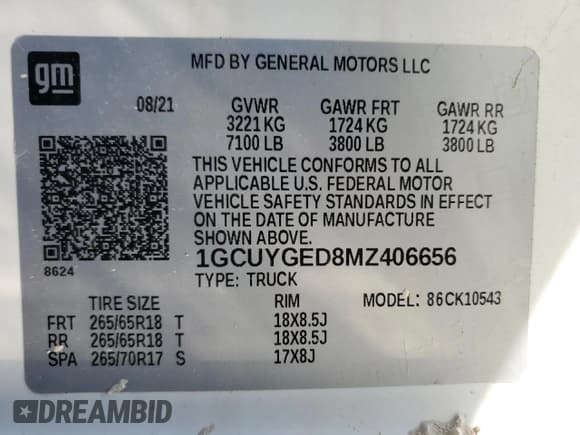 gm
MFD BY GENERAL MOTORS LLC
08/21 GVWR GAWR FRT GAWR RR
3221 KG 1724 KG 1724 KG
7100 LB 3800 LB 3800 LB
THIS VEHICLE CONFORMS TO ALL
APPLICABLE U.S. FEDERAL MOTOR
VEHICLE SAFETY STANDARDS IN EFFECT
ON THE DATE OF MANUFACTURE
SHOWN ABOVE.
8624 1GCUYGED8MZ406656
TYPE: TRUCK
TIRE SIZE RIM MODEL: 86CK10543
FRT 265/65R18 T 18X8.5J
RR 265/65R18 T 18X8.5J
SPA 265/70R17 S 17X8J
DREAMBID